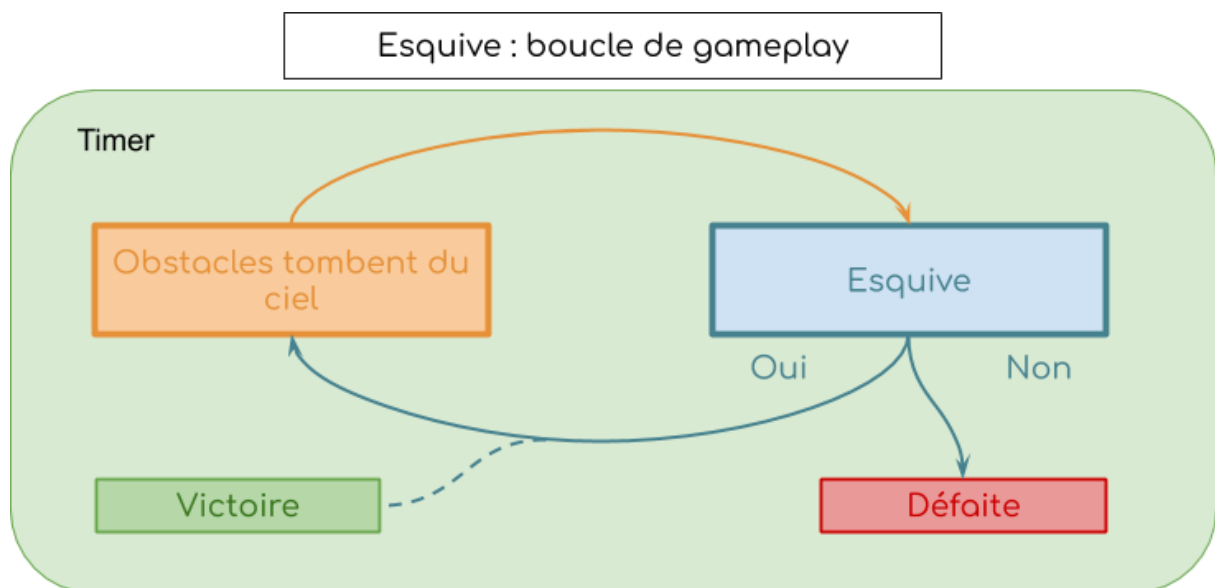 Esquive : boucle de gameplay
Timer
Obstacles tombent du
ciel
Esquive
Oui
Non
Victoire
Défaite